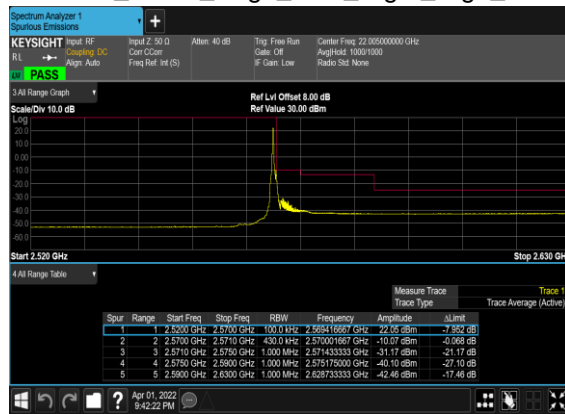 Spectrum Analyzer 1
Spurious Emissions
KEYSIGHT Input: RF Input Z: 50 Ω Atten: 40 dB Trig: Free Run Center Freq: 22.005000000 GHz
RL Coupling: DC Corr CCorr Gate: Off Avg|Hold: 1000/1000
Align: Auto Freq Ref: Int (S) IF Gain: Low Radio Std: None
PASS
3 All Range Graph
Ref Lvl Offset 8.00 dB
Scale/Div 10.0 dB Ref Value 30.00 dBm
Log
20.0
10.0
0.00
-10.0
-20.0
-30.0
-40.0
-50.0
-60.0
Start 2.520 GHz Stop 2.630 GH
4 All Range Table
Measure Trace Trace 1
Trace Type Trace Average (Active)
Spur Range Start Freq Stop Freq RBW Frequency Amplitude ΔLimit
1 1 2.5200 GHz 2.5700 GHz 100.0 kHz 2.569416667 GHz 22.05 dBm -7.952 dB
2 2 2.5700 GHz 2.5710 GHz 430.0 kHz 2.570001667 GHz -10.07 dBm -0.068 dB
3 3 2.5710 GHz 2.5750 GHz 1.000 MHz 2.571433333 GHz -31.17 dBm -21.17 dB
4 4 2.5750 GHz 2.5900 GHz 1.000 MHz 2.575175000 GHz -40.10 dBm -27.10 dB
5 5 2.5900 GHz 2.6300 GHz 1.000 MHz 2.628733333 GHz -42.46 dBm -17.46 dB
Apr 01, 2022
9:42:22 PM